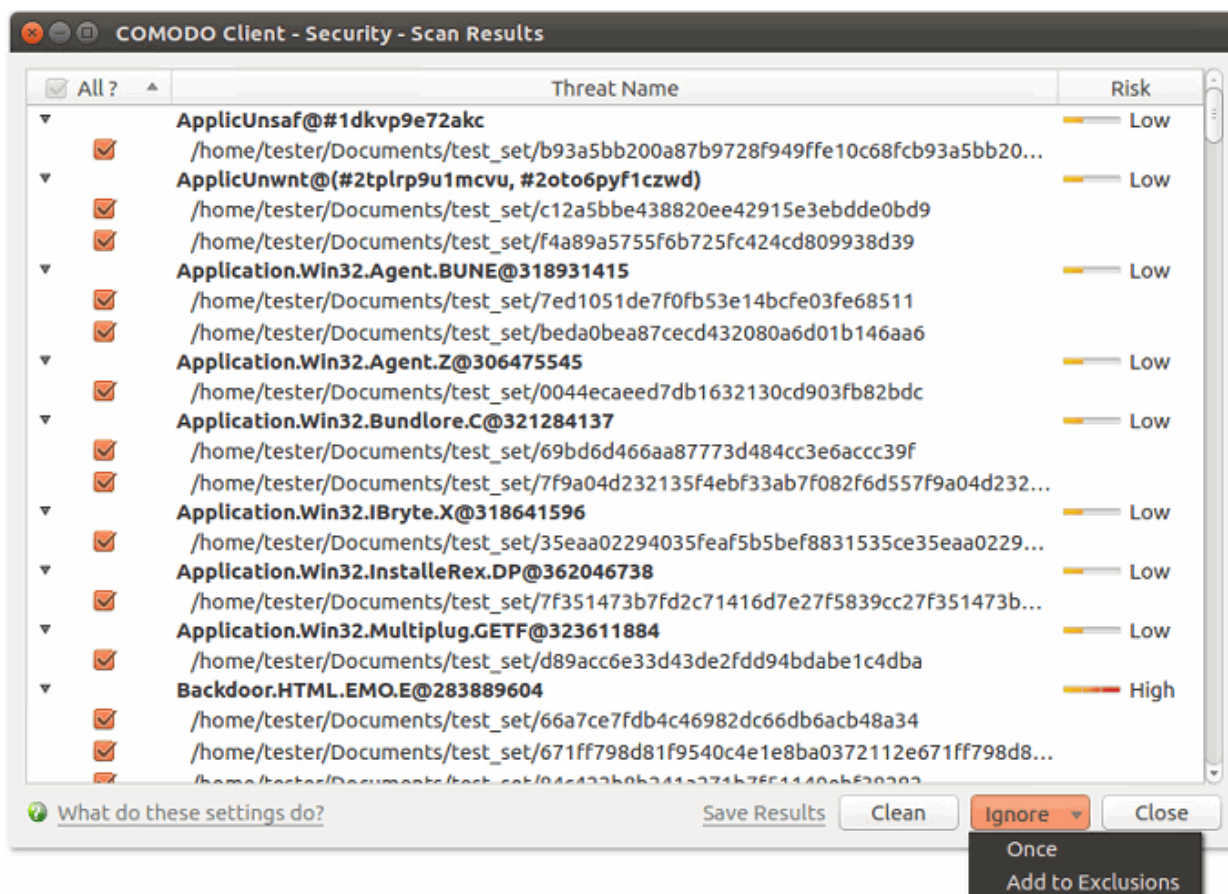 COMODO Client - Security - Scan Results
All ? Threat Name Risk
ApplicUnsaf@#1dkvp9e72akc Low
/home/tester/Documents/test_set/b93a5bb200a87b9728f949ffe10c68fcb93a5bb20...
ApplicUnwnt@(#2tplrp9u1mcvu, #2oto6pyf1czwd) Low
/home/tester/Documents/test_set/c12a5bbe438820ee42915e3ebdde0bd9
/home/tester/Documents/test_set/f4a89a5755f6b725fc424cd809938d39
Application.Win32.Agent.BUNE@318931415 Low
/home/tester/Documents/test_set/7ed1051de7f0fb53e14bcfe03fe68511
/home/tester/Documents/test_set/beda0bea87cecd432080a6d01b146aa6
Application.Win32.Agent.Z@306475545 Low
/home/tester/Documents/test_set/0044ecaeed7db1632130cd903fb82bdc
Application.Win32.Bundlore.C@321284137 Low
/home/tester/Documents/test_set/69bd6d466aa87773d484cc3e6accc39f
/home/tester/Documents/test_set/7f9a04d232135f4ebf33ab7f082f6d557f9a04d232...
Application.Win32.IBryte.X@318641596 Low
/home/tester/Documents/test_set/35eaa02294035feaf5b5bef8831535ce35eaa0229...
Application.Win32.InstalleRex.DP@362046738 Low
/home/tester/Documents/test_set/7f351473b7fd2c71416d7e27f5839cc27f351473b...
Application.Win32.Multiplug.GETF@323611884 Low
/home/tester/Documents/test_set/d89acc6e33d43de2fdd94bdabe1c4dba
Backdoor.HTML.EMO.E@283889604 High
/home/tester/Documents/test_set/66a7ce7fdb4c46982dc66db6acb48a34
/home/tester/Documents/test_set/671ff798d81f9540c4e1e8ba0372112e671ff798d8...
What do these settings do? Save Results Clean Ignore Close
Once
Add to Exclusions